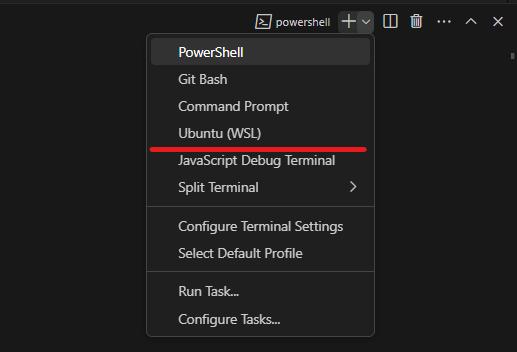 powershell
PowerShell
Git Bash
Command Prompt
Ubuntu (WSL)
JavaScript Debug Terminal
Split Terminal
Configure Terminal Settings
Select Default Profile
Run Task...
Configure Tasks...